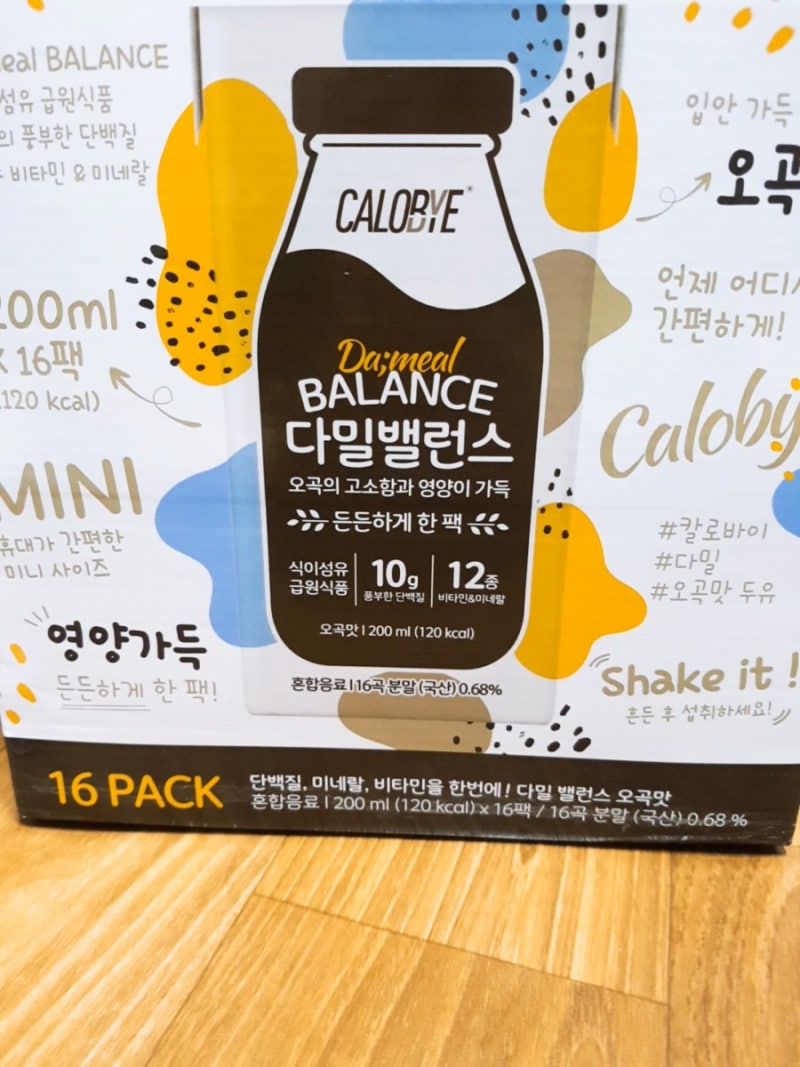 BALANCE
섬유 급원식품
풍부한 단백질
비타민 & 미네랄
200ml
x 16팩
120 kcal)
MINI
휴대가 간편한
미니 사이즈
영양가득
든든하게 한 팩!
CALOBYE
Da;meal
BALANCE
다밀밸런스
오곡의 고소함과 영양이 가득
든든하게 한 팩
식이섬유
급원식품
10g
풍부한 단백질
12종
비타민&미네랄
오곡맛 | 200 ml (120 kcal)
혼합음료 | 16곡 분말 (국산) 0.68%
입안 가득
오곡
언제 어디
간편하게!
#칼로바이
#다밀
#오곡맛 두유
Shake it !
흔든 후 섭취하세요!
16 PACK
단백질, 미네랄, 비타민을 한번에! 다밀 밸런스 오곡맛
혼합음료 | 200 ml (120 kcal) x 16팩 / 16곡 분말 (국산) 0.68 %